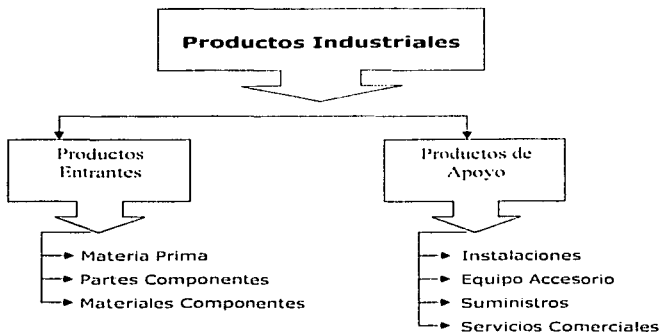 Productos Industriales
Productos
Entrantes
Materia Prima
Partes Componentes
Materiales Componentes
Productos de
Apoyo
Instalaciones
Equipo Accesorio
Suministros
Servicios Comerciales